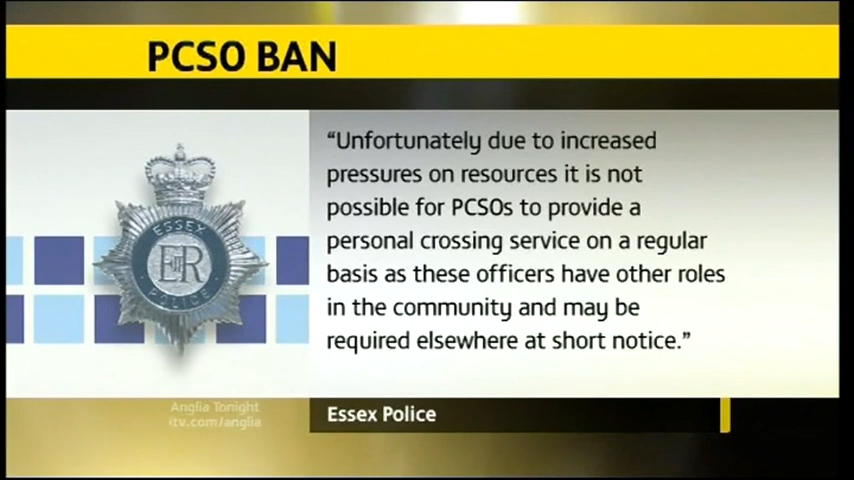 PCSO BAN
“Unfortunately due to increased
pressures on resources it is not
possible for PCSOs to provide a
personal crossing service on a regular
basis as these officers have other roles
in the community and may be
required elsewhere at short notice.”
ESSEX
EIIR
POLICE
Anglia Tonight
itv.com/anglia
Essex Police